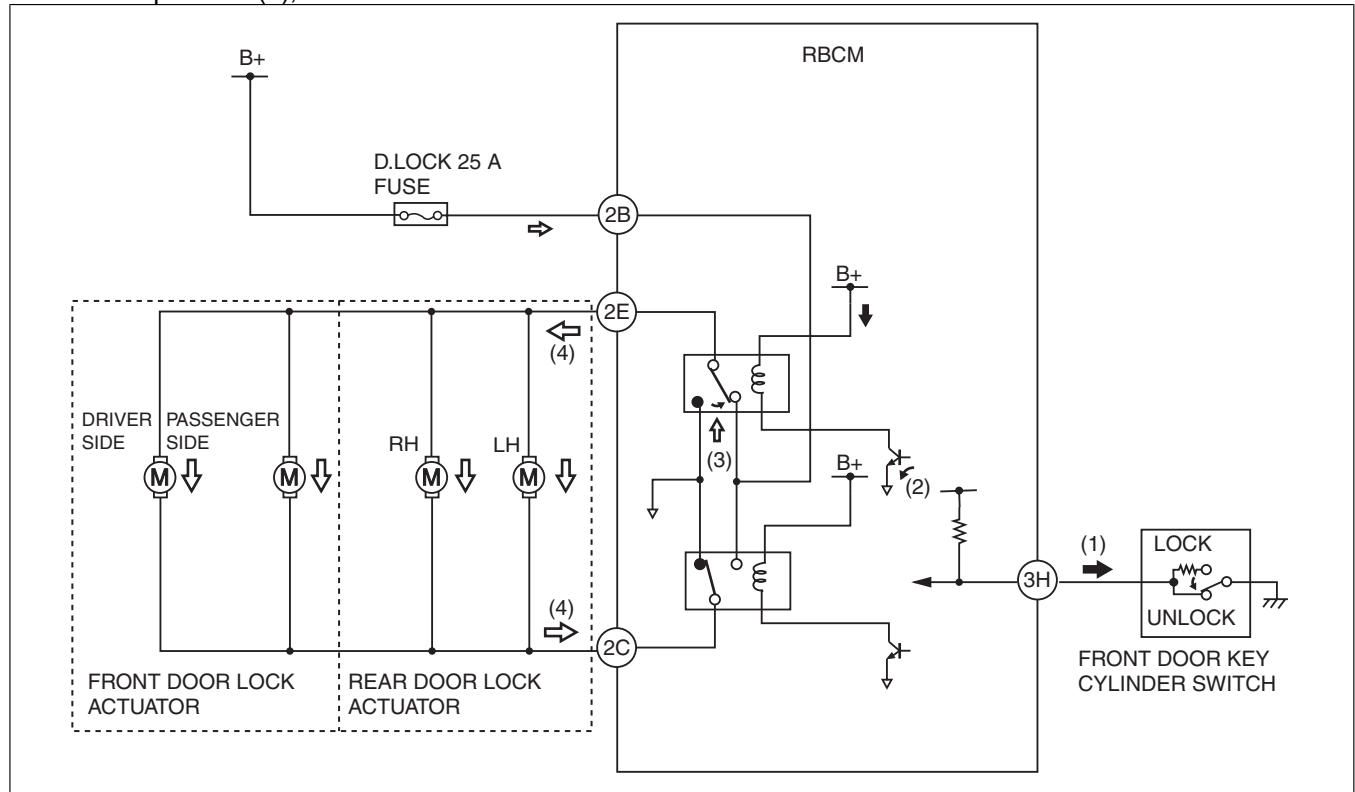 RBCM
B+
D.LOCK 25 A
FUSE
2B
B+
2E
(4)
DRIVER
SIDE
PASSENGER
SIDE
RH
LH
M
M
M
M
(3)
B+
(2)
(1)
LOCK
3H
UNLOCK
(4)
2C
FRONT DOOR KEY
CYLINDER SWITCH
FRONT DOOR LOCK
ACTUATOR
REAR DOOR LOCK
ACTUATOR